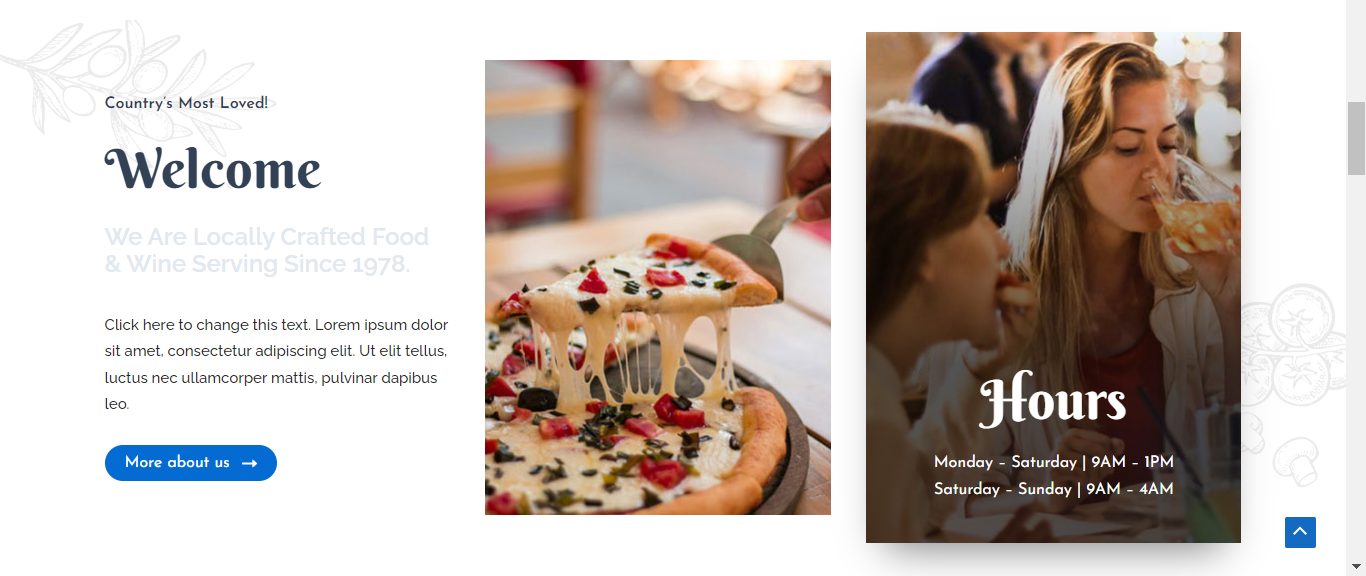 Country's Most Loved!
Welcome
We Are Locally Crafted Food
& Wine Serving Since 1978.
Click here to change this text. Lorem ipsum dolor
sit amet, consectetur adipiscing elit. Ut elit tellus,
luctus nec ullamcorper mattis, pulvinar dapibus
leo.
More about us →
Hours
Monday – Saturday | 9AM – 1PM
Saturday – Sunday | 9AM – 4AM